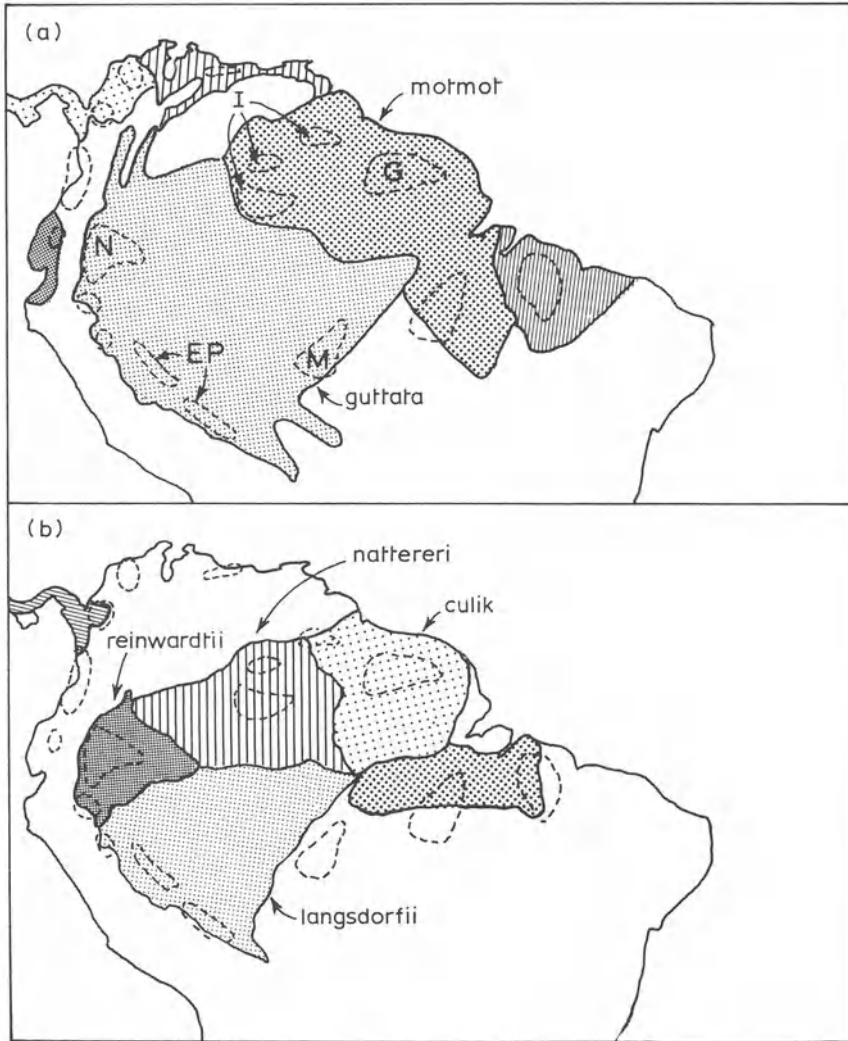 (a)
I
motmot
G
N
EP
M
guttata
(b)
nattereri
culik
reinwardtii
langsdorfii